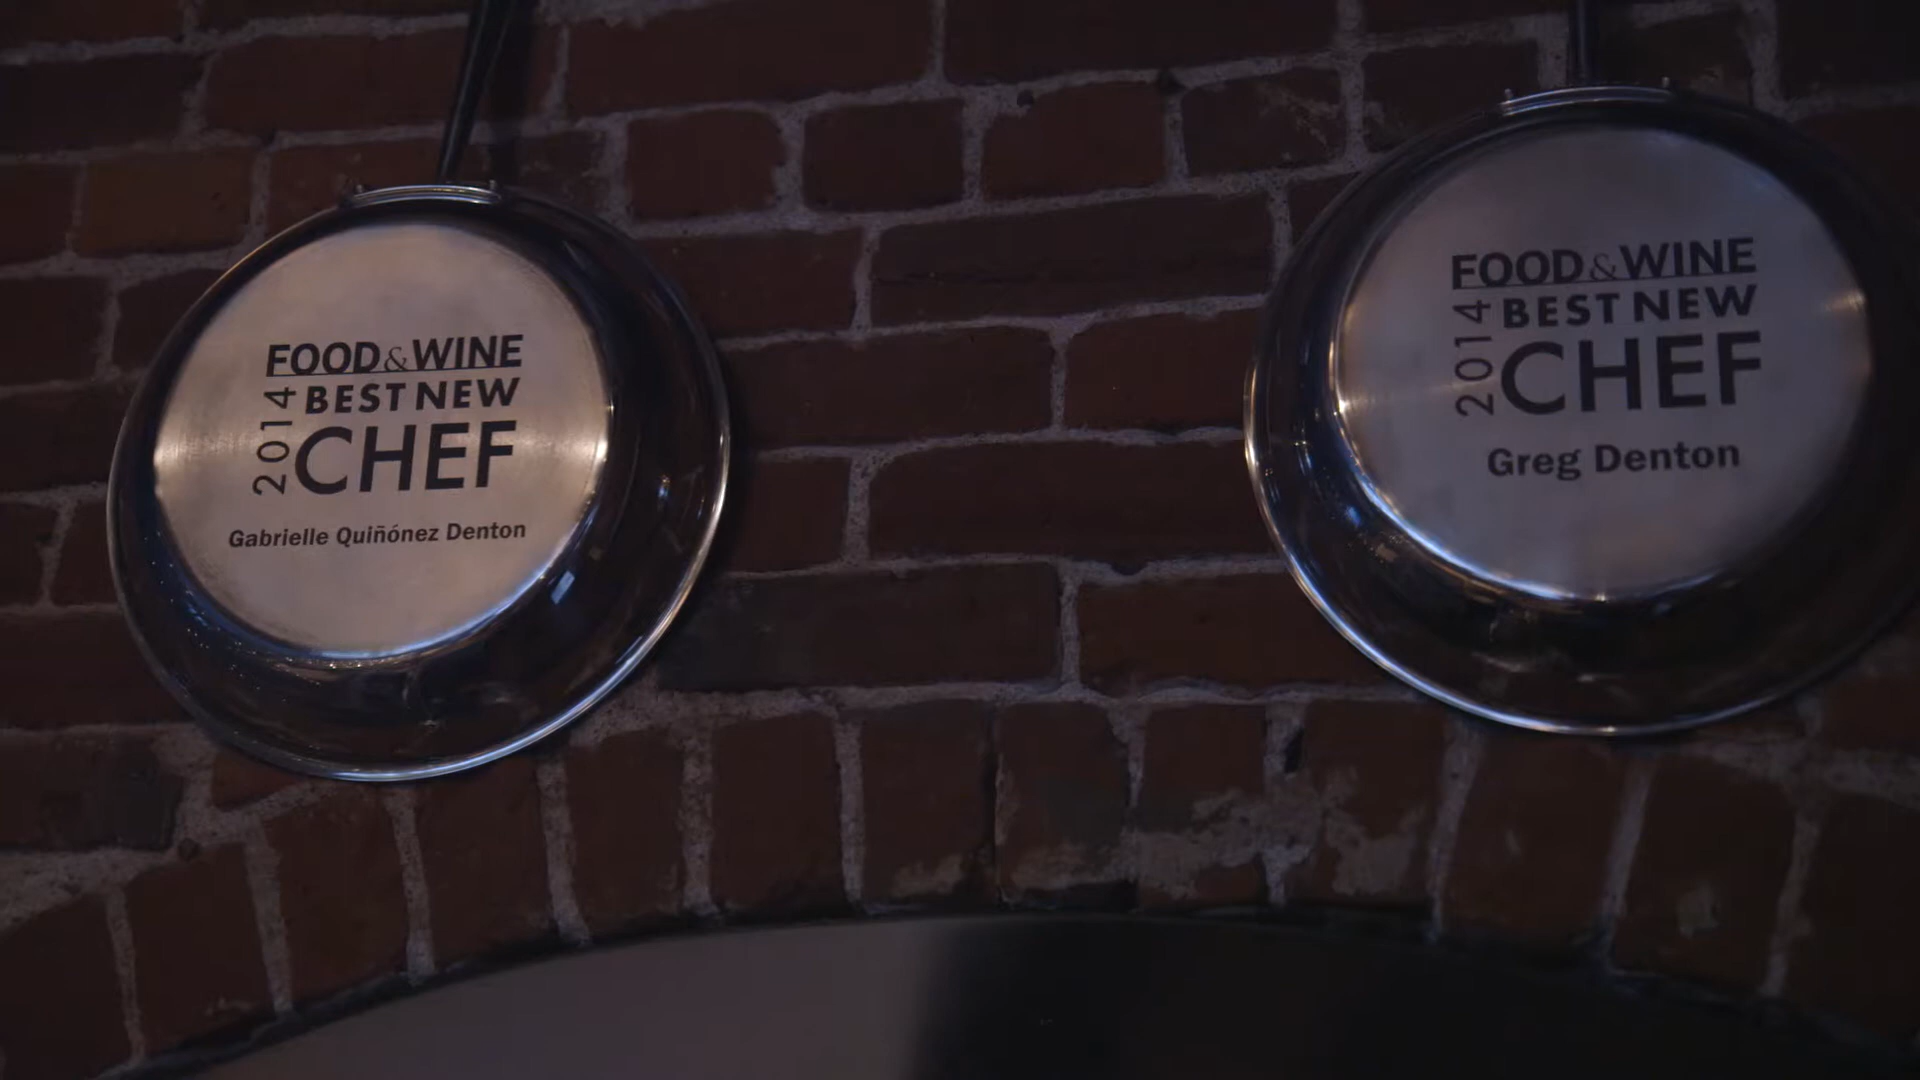 FOOD & WINE
2014
BEST NEW
CHEF
Gabrielle Quiñónez Denton
FOOD & WINE
2014
BEST NEW
CHEF
Greg Denton